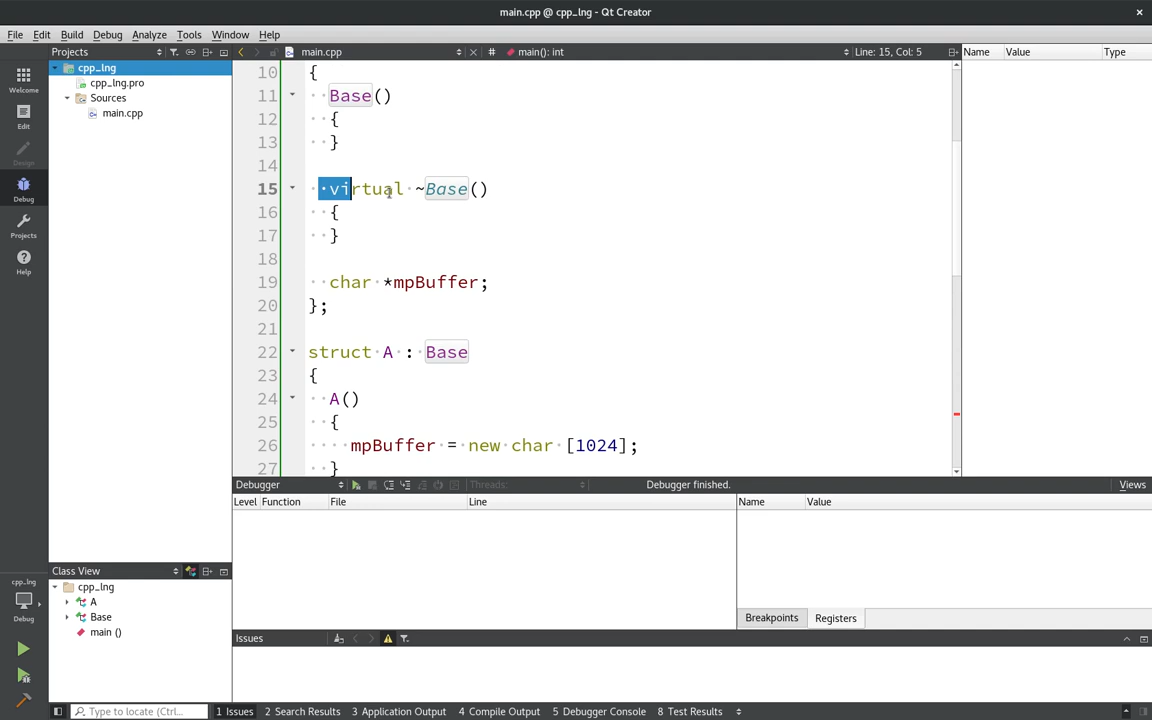 main.cpp @ cpp_lng - Qt Creator
File Edit Build Debug Analyze Tools Window Help
Projects main.cpp # main(): int Line: 15, Col: 5 Name Value Type
cpp_lng
cpp_lng.pro
Sources
main.cpp
Welcome
Edit
Design
Debug
Projects
Help
10 {
11 Base()
12 {
13 }
14
15 virtual ~Base()
16 {
17 }
18
19 char *mpBuffer;
20 };
21
22 struct A : Base
23 {
24 A()
25 {
26 mpBuffer = new char [1024];
27 }
Debugger Threads: Debugger finished. Views
Level Function File Line Name Value
Breakpoints Registers
Class View
cpp_lng
A
Base
main ()
Issues
cpp_lng
Debug
Type to locate (Ctrl... 1 Issues 2 Search Results 3 Application Output 4 Compile Output 5 Debugger Console 8 Test Results